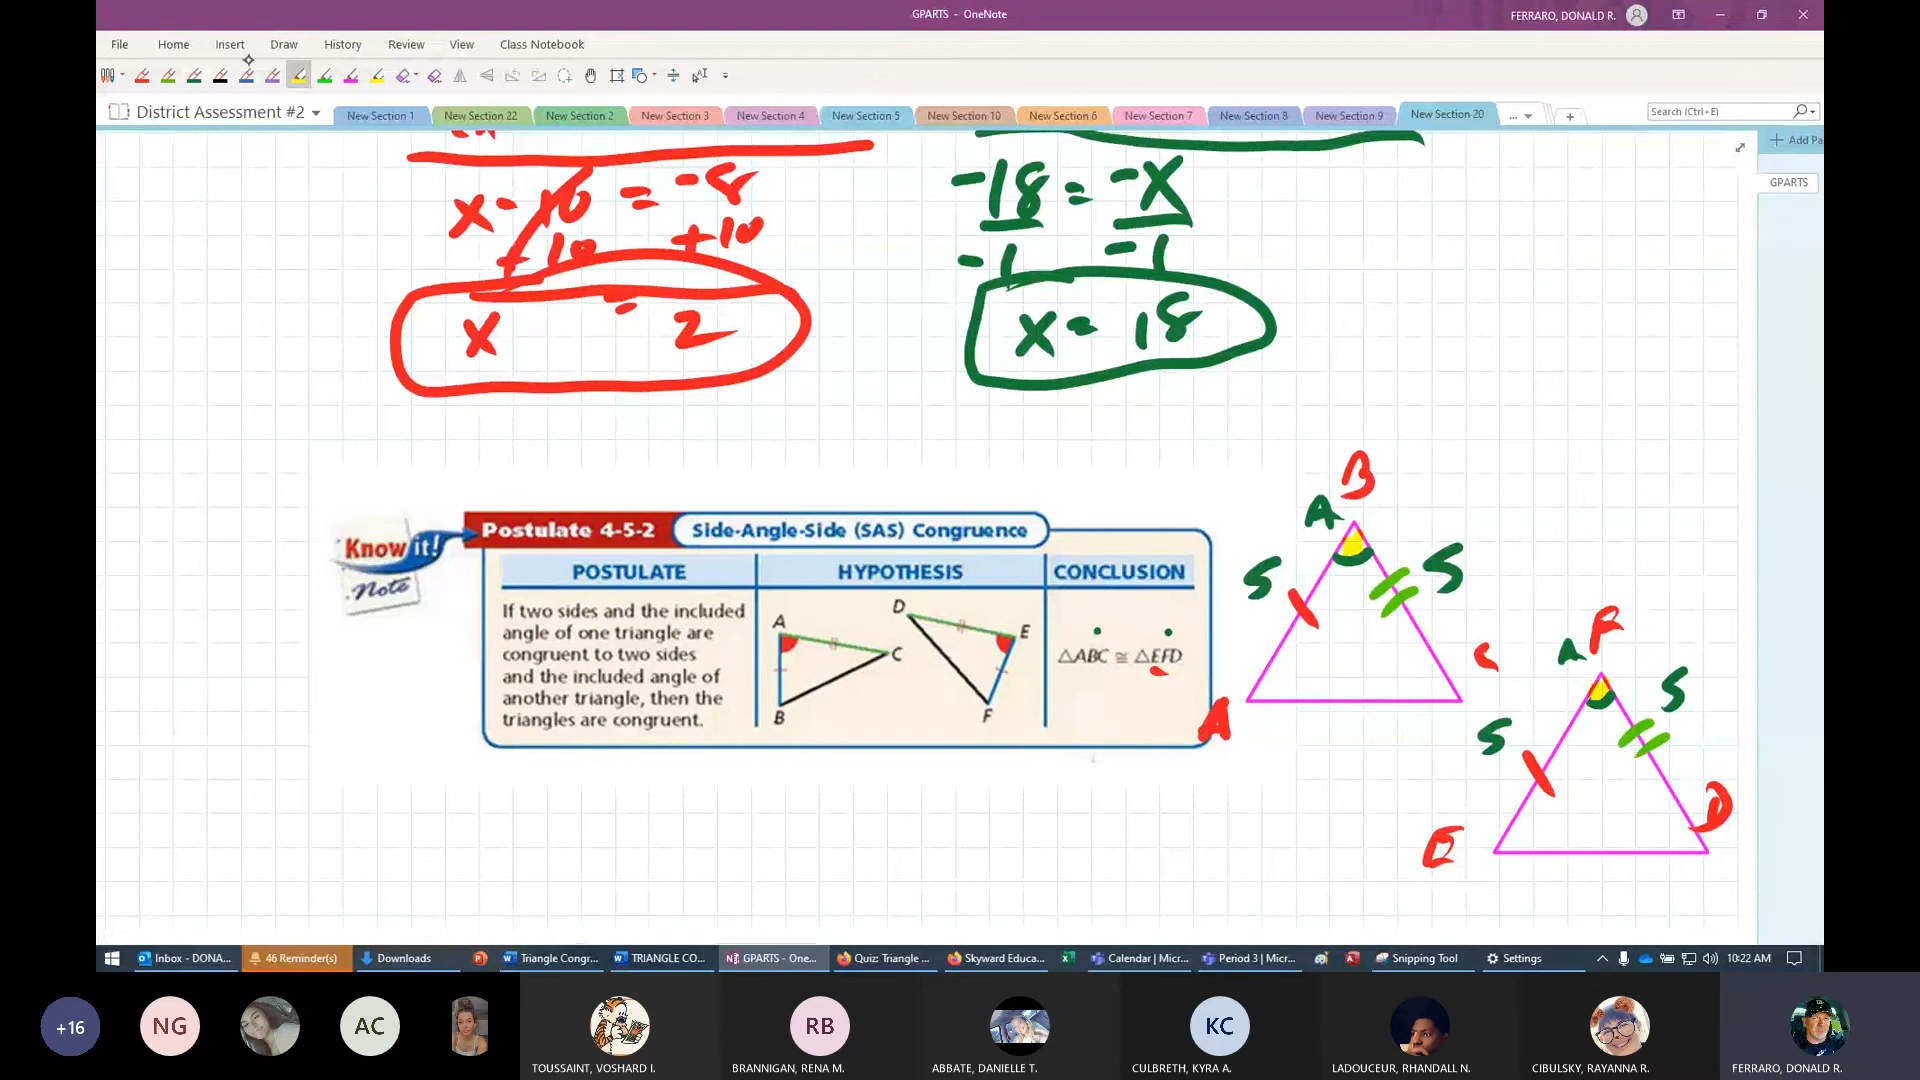 GPARTS - OneNote
FERRARO, DONALD R.
File Home Insert Draw History Review View Class Notebook
District Assessment #2
New Section 1 New Section 22 New Section 2 New Section 3 New Section 4 New Section 5 New Section 10 New Section 6 New Section 7 New Section 8 New Section 9 New Section 20 ...
Search (Ctrl+E)
Add Pa
GPARTS
x - 10 = -8
+10 +10
x = 2
-18 = -x
-1 -1
x = 18
Know it!
Note
Postulate 4-5-2 Side-Angle-Side (SAS) Congruence
POSTULATE HYPOTHESIS CONCLUSION
If two sides and the included
angle of one triangle are
congruent to two sides
and the included angle of
another triangle, then the
triangles are congruent.
A
B
C
D
E
F
△ABC ≅ △EFD
B
A
S S
A
C
F
A
S
S
E
D
Inbox - DONA...
46 Reminder(s)
Downloads
Triangle Congr...
TRIANGLE CO...
GPARTS - One...
Quiz: Triangle ...
Skyward Educa...
Calendar | Micr...
Period 3 | Micr...
Snipping Tool
Settings
10:22 AM
+16
NG
AC
TOUSSAINT, VOSHARD I.
RB
BRANNIGAN, RENA M.
ABBATE, DANIELLE T.
KC
CULBRETH, KYRA A.
LADOUCEUR, RHANDALL N.
CIBULSKY, RAYANNA R.
FERRARO, DONALD R.